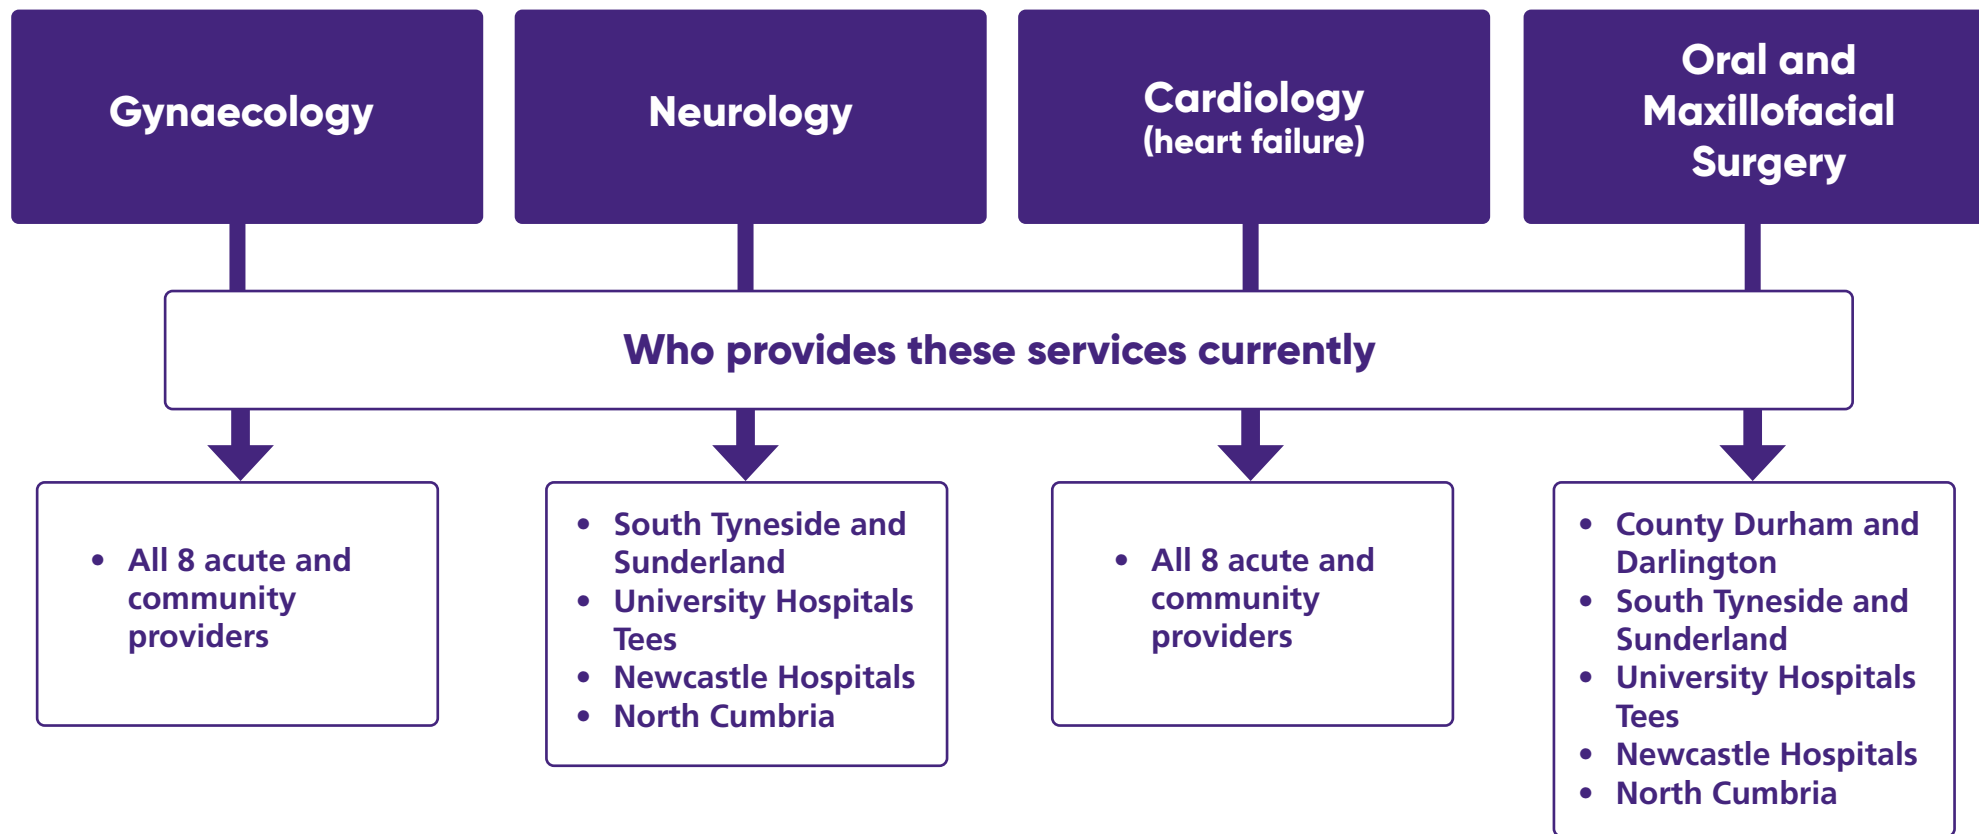 Gynaecology
Neurology
Cardiology
(heart failure)
Oral and
Maxillofacial
Surgery
Who provides these services currently
• All 8 acute and
community
providers
• South Tyneside and
Sunderland
• University Hospitals
Tees
• Newcastle Hospitals
• North Cumbria
• All 8 acute and
community
providers
• County Durham and
Darlington
• South Tyneside and
Sunderland
• University Hospitals
Tees
• Newcastle Hospitals
• North Cumbria